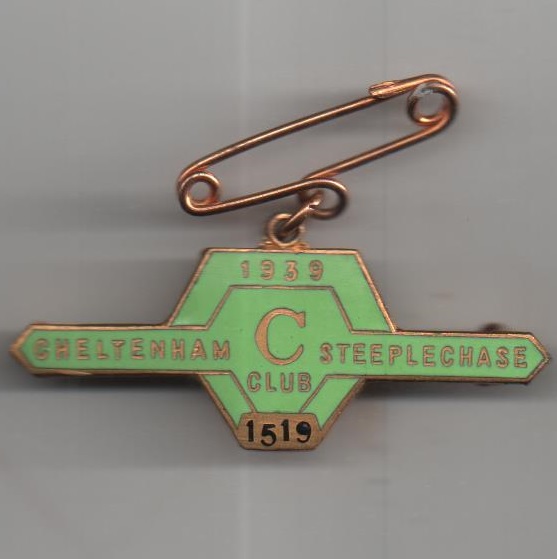 1939
C
CHELTENHAM STEEPLECHASE
CLUB
1519